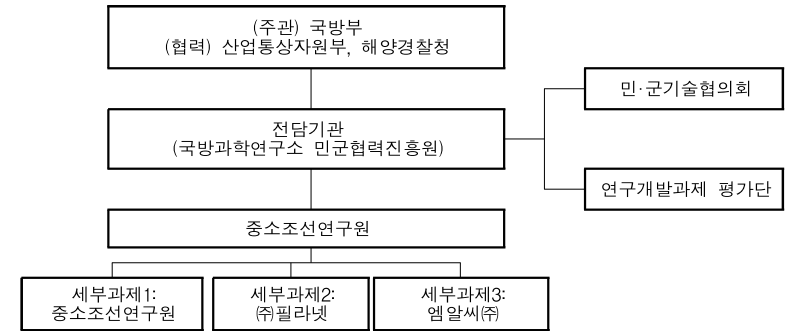 (주관) 국방부
(협력) 산업통상자원부, 해양경찰청
전담기관
(국방과학연구소 민군협력진흥원)
민·군기술협의회
연구개발과제 평가단
중소조선연구원
세부과제1:
중소조선연구원
세부과제2:
㈜필라넷
세부과제3:
엠알씨㈜